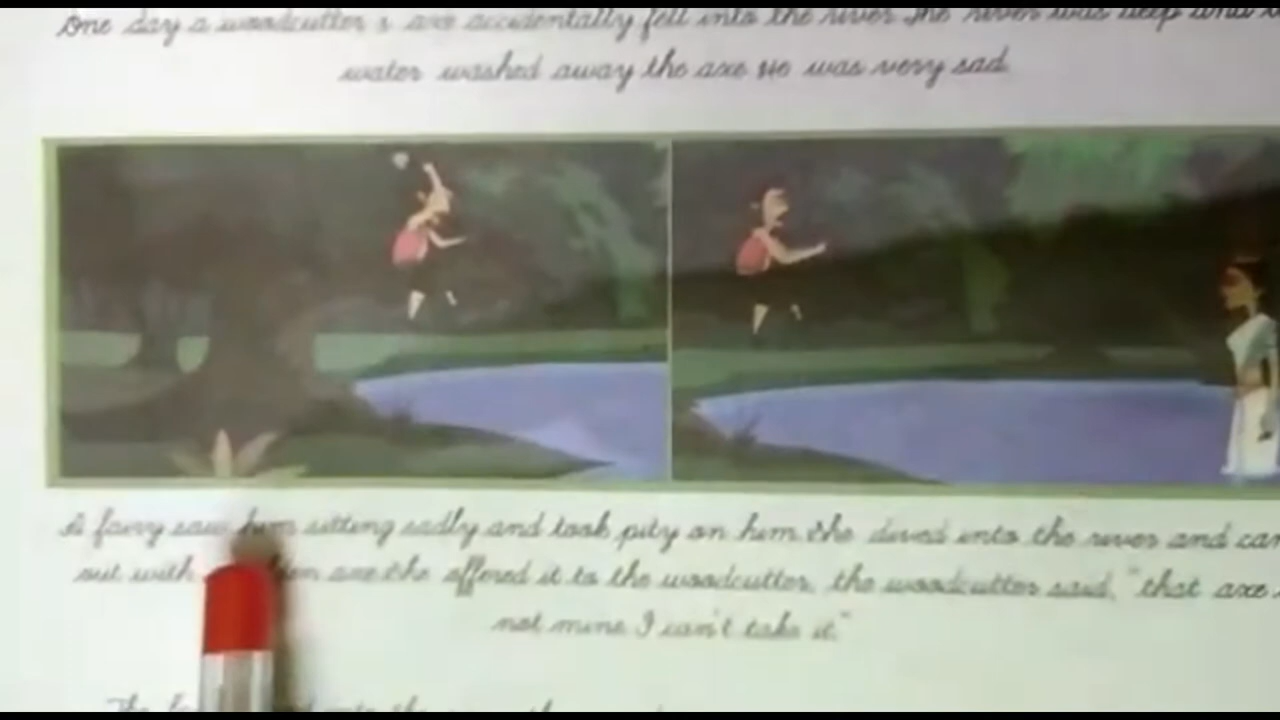 One day a woodcutter's axe accidentally fell into the river The river was deep and
water washed away the axe He was very sad
A fairy saw him sitting sadly and took pity on him She dived into the river and
out with axe She offered it to the woodcutter, the woodcutter said, "that axe
not mine I can't take it."